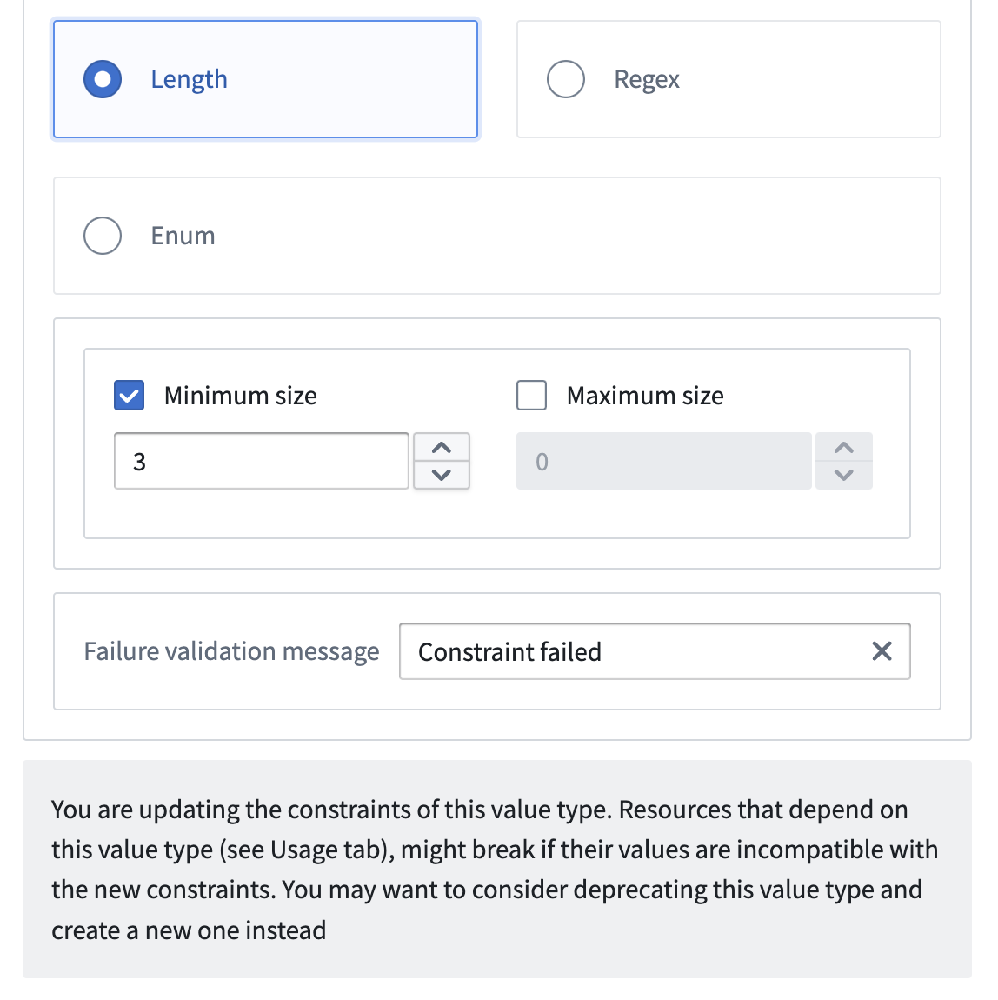 Length
Regex
Enum
Minimum size
Maximum size
3
0
Failure validation message
Constraint failed
You are updating the constraints of this value type. Resources that depend on
this value type (see Usage tab), might break if their values are incompatible with
the new constraints. You may want to consider deprecating this value type and
create a new one instead